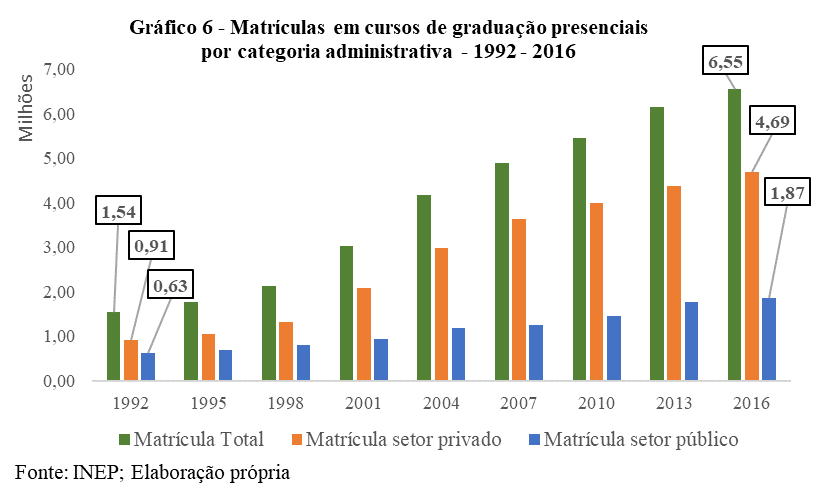 Gráfico 6 - Matrículas em cursos de graduação presenciais
por categoria administrativa - 1992 - 2016
Milhões
7,00
6,00
5,00
4,00
3,00
2,00
1,00
0,00
1,54
0,91
0,63
6,55
4,69
1,87
1992 1995 1998 2001 2004 2007 2010 2013 2016
Matrícula Total Matrícula setor privado Matrícula setor público
Fonte: INEP; Elaboração própria